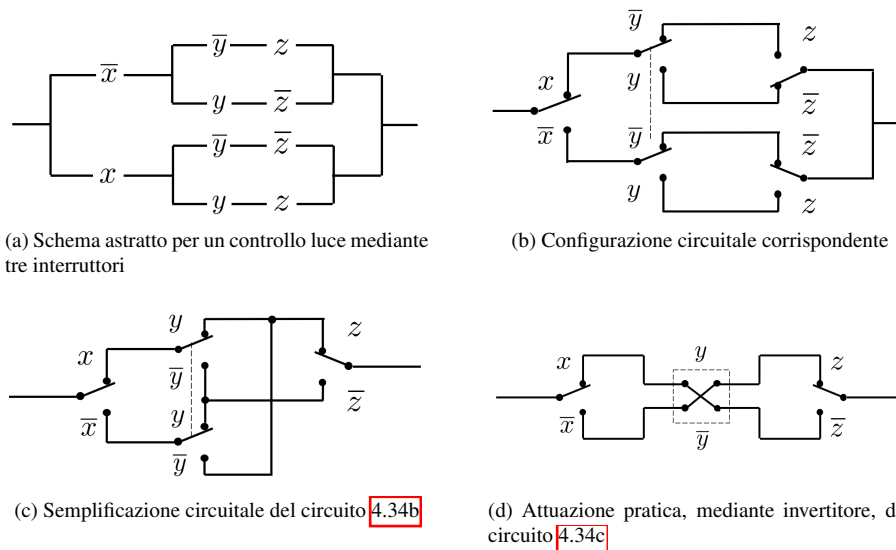 y̅ z
x̅
y z̅
y̅ z̅
x
y z
(a) Schema astratto per un controllo luce mediante
tre interruttori
y̅ z
x y
z̅
x̅ y̅ z̅
y z
(b) Configurazione circuitale corrispondente
y z
x
y̅
x̅ y z̅
y̅
(c) Semplificazione circuitale del circuito 4.34b
x y z
x̅ y̅ z̅
(d) Attuazione pratica, mediante invertitore, d
circuito 4.34c